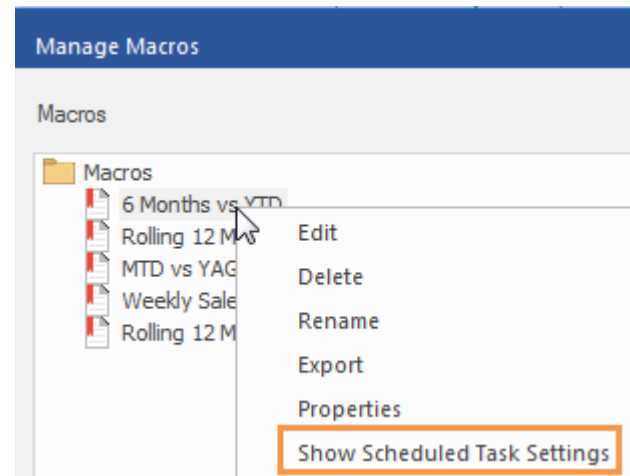 Manage Macros
Macros
Macros
6 Months vs YTD
Rolling 12 M
MTD vs YAG
Weekly Sale
Rolling 12 M
Edit
Delete
Rename
Export
Properties
Show Scheduled Task Settings